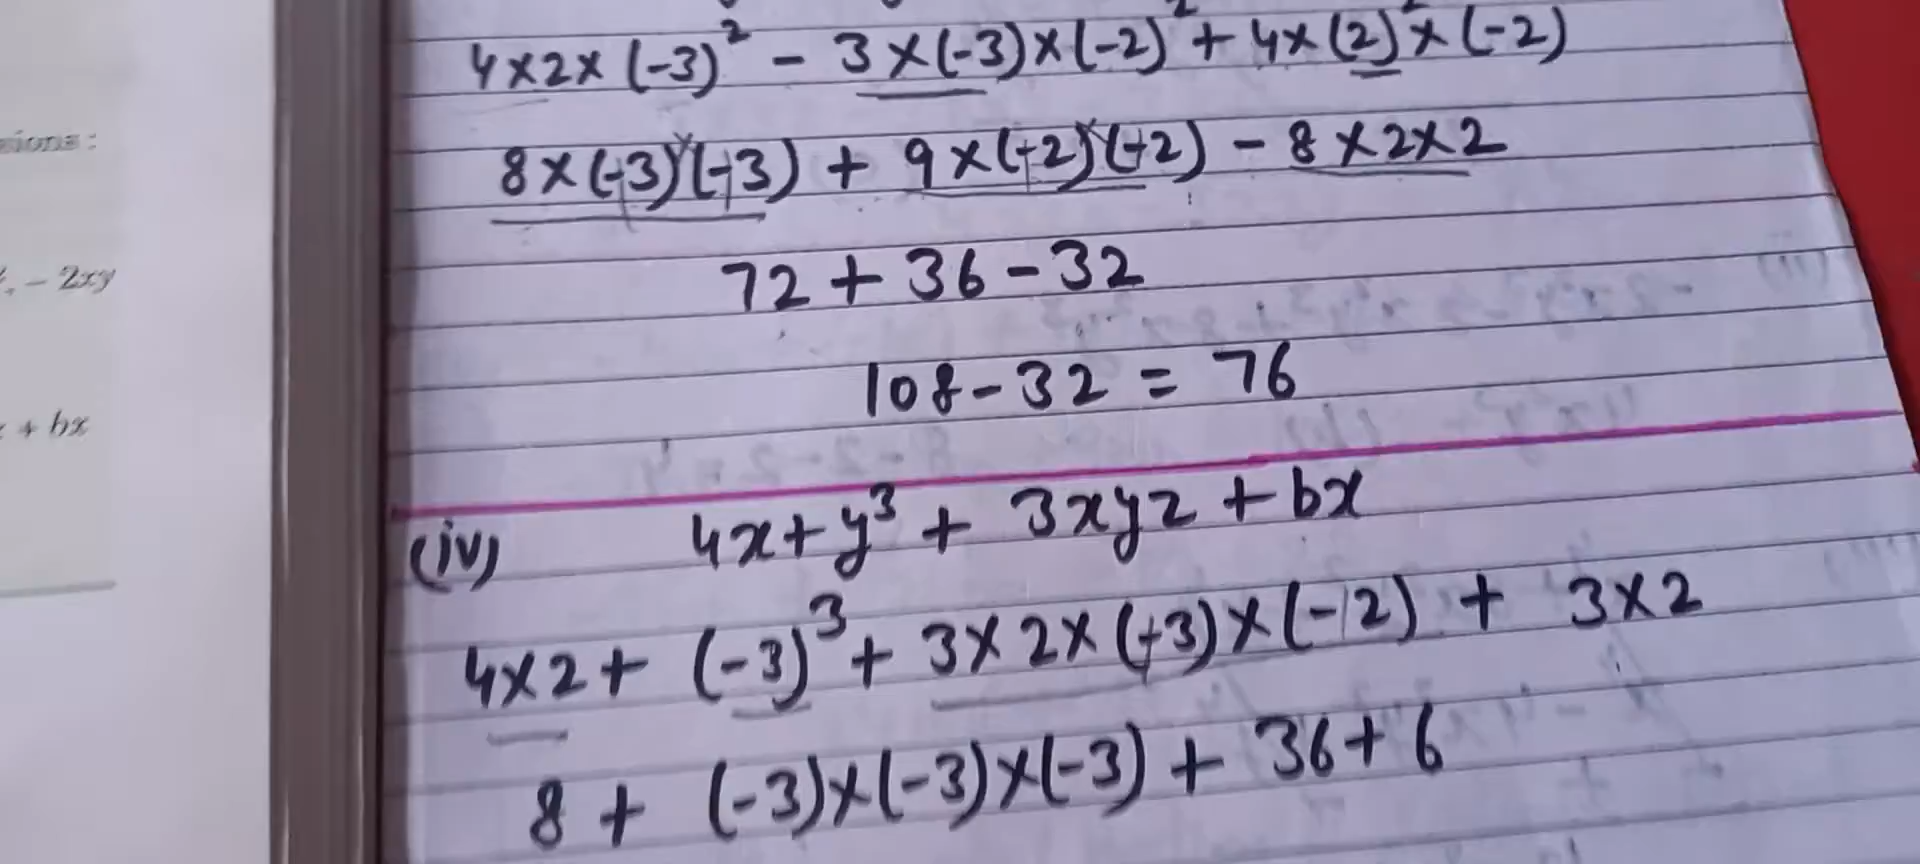 4×2×(-3)² - 3×(-3)×(-2)² + 4×(2)²×(-2)
8×(-3)×(-3) + 9×(-2)×(-2) - 8×2×2
72 + 36 - 32
108 - 32 = 76
(iv) 4x + y³ + 3xyz + bx
4×2 + (-3)³ + 3×2×(-3)×(-2) + 3×2
8 + (-3)×(-3)×(-3) + 36 + 6
sions :
- 2xy
+ bx